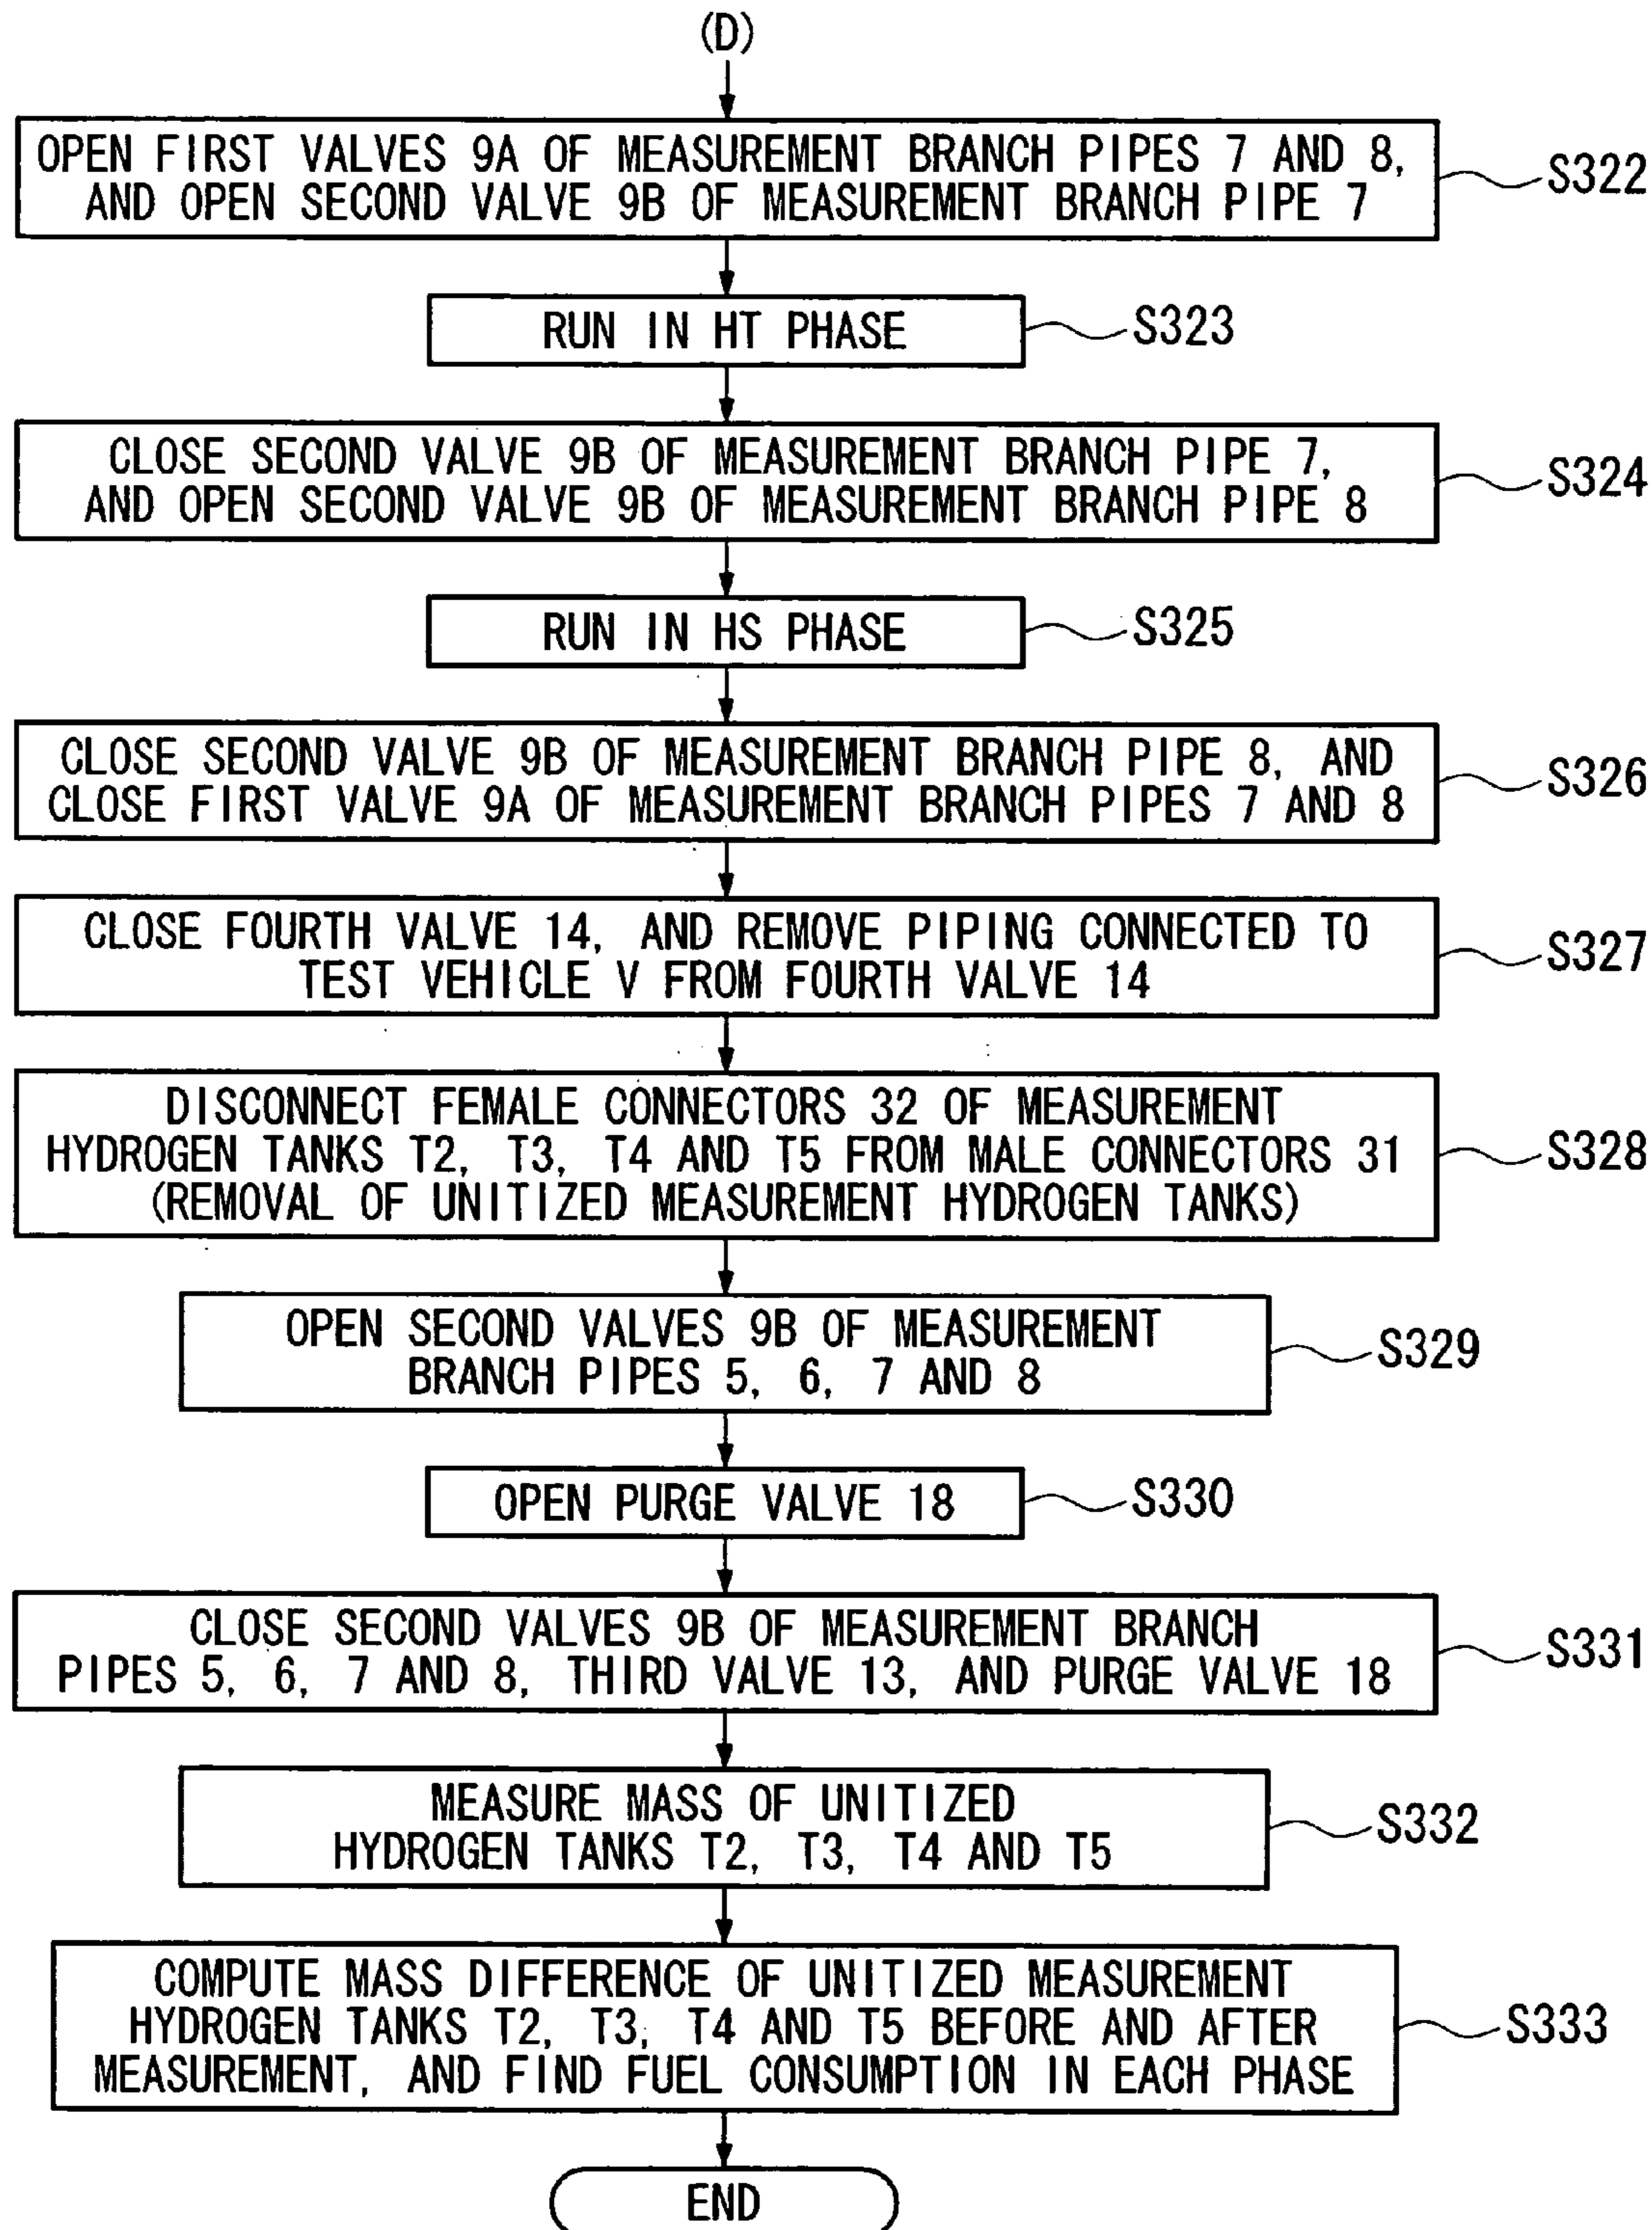 (D)
OPEN FIRST VALVES 9A OF MEASUREMENT BRANCH PIPES 7 AND 8,
AND OPEN SECOND VALVE 9B OF MEASUREMENT BRANCH PIPE 7
S322
RUN IN HT PHASE
S323
CLOSE SECOND VALVE 9B OF MEASUREMENT BRANCH PIPE 7,
AND OPEN SECOND VALVE 9B OF MEASUREMENT BRANCH PIPE 8
S324
RUN IN HS PHASE
S325
CLOSE SECOND VALVE 9B OF MEASUREMENT BRANCH PIPE 8, AND
CLOSE FIRST VALVE 9A OF MEASUREMENT BRANCH PIPES 7 AND 8
S326
CLOSE FOURTH VALVE 14, AND REMOVE PIPING CONNECTED TO
TEST VEHICLE V FROM FOURTH VALVE 14
S327
DISCONNECT FEMALE CONNECTORS 32 OF MEASUREMENT
HYDROGEN TANKS T2, T3, T4 AND T5 FROM MALE CONNECTORS 31
(REMOVAL OF UNITIZED MEASUREMENT HYDROGEN TANKS)
S328
OPEN SECOND VALVES 9B OF MEASUREMENT
BRANCH PIPES 5, 6, 7 AND 8
S329
OPEN PURGE VALVE 18
S330
CLOSE SECOND VALVES 9B OF MEASUREMENT BRANCH
PIPES 5, 6, 7 AND 8, THIRD VALVE 13, AND PURGE VALVE 18
S331
MEASURE MASS OF UNITIZED
HYDROGEN TANKS T2, T3, T4 AND T5
S332
COMPUTE MASS DIFFERENCE OF UNITIZED MEASUREMENT
HYDROGEN TANKS T2, T3, T4 AND T5 BEFORE AND AFTER
MEASUREMENT, AND FIND FUEL CONSUMPTION IN EACH PHASE
S333
END